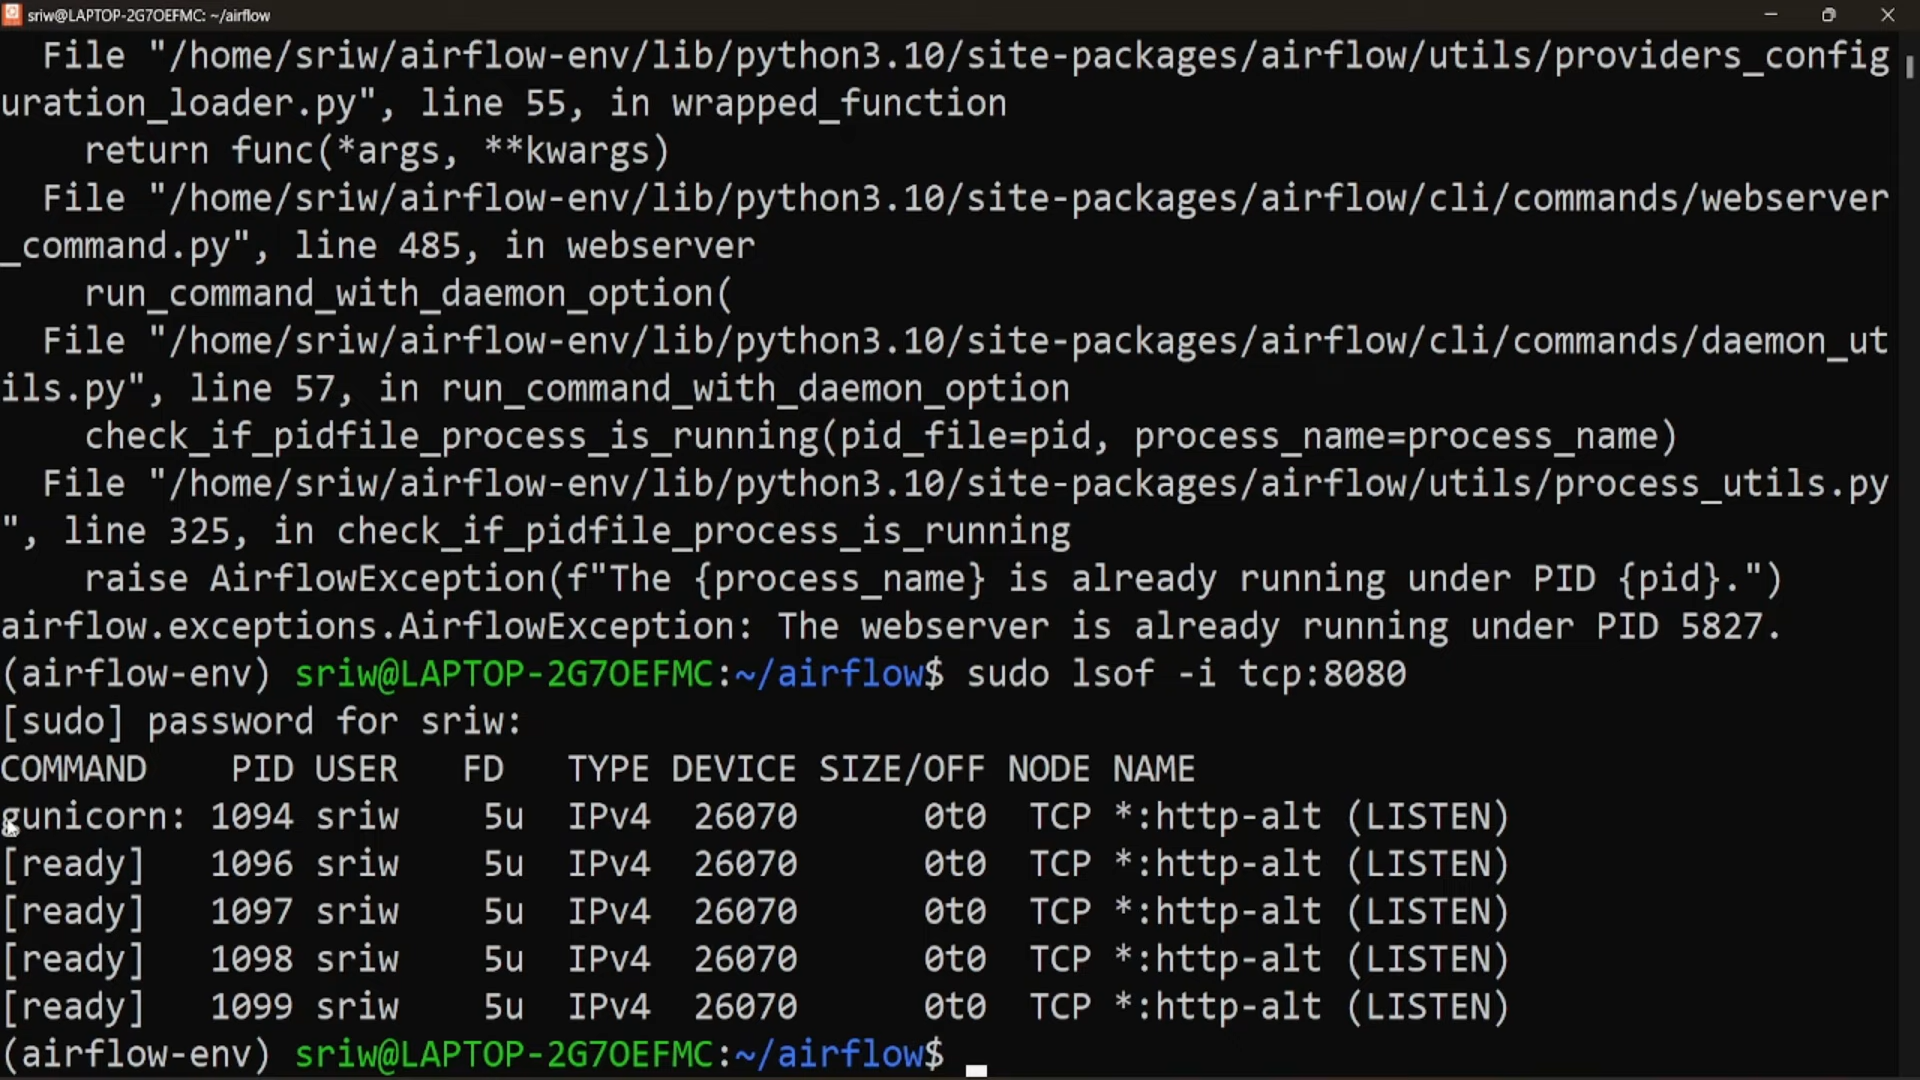 sriw@LAPTOP-2G7OEFMC: ~/airflow
File "/home/sriw/airflow-env/lib/python3.10/site-packages/airflow/utils/providers_config
uration_loader.py", line 55, in wrapped_function
return func(*args, **kwargs)
File "/home/sriw/airflow-env/lib/python3.10/site-packages/airflow/cli/commands/webserver
_command.py", line 485, in webserver
run_command_with_daemon_option(
File "/home/sriw/airflow-env/lib/python3.10/site-packages/airflow/cli/commands/daemon_ut
ils.py", line 57, in run_command_with_daemon_option
check_if_pidfile_process_is_running(pid_file=pid, process_name=process_name)
File "/home/sriw/airflow-env/lib/python3.10/site-packages/airflow/utils/process_utils.py
", line 325, in check_if_pidfile_process_is_running
raise AirflowException(f"The {process_name} is already running under PID {pid}.")
airflow.exceptions.AirflowException: The webserver is already running under PID 5827.
(airflow-env) sriw@LAPTOP-2G7OEFMC:~/airflow$ sudo lsof -i tcp:8080
[sudo] password for sriw:
COMMAND PID USER FD TYPE DEVICE SIZE/OFF NODE NAME
gunicorn: 1094 sriw 5u IPv4 26070 0t0 TCP *:http-alt (LISTEN)
[ready] 1096 sriw 5u IPv4 26070 0t0 TCP *:http-alt (LISTEN)
[ready] 1097 sriw 5u IPv4 26070 0t0 TCP *:http-alt (LISTEN)
[ready] 1098 sriw 5u IPv4 26070 0t0 TCP *:http-alt (LISTEN)
[ready] 1099 sriw 5u IPv4 26070 0t0 TCP *:http-alt (LISTEN)
(airflow-env) sriw@LAPTOP-2G7OEFMC:~/airflow$